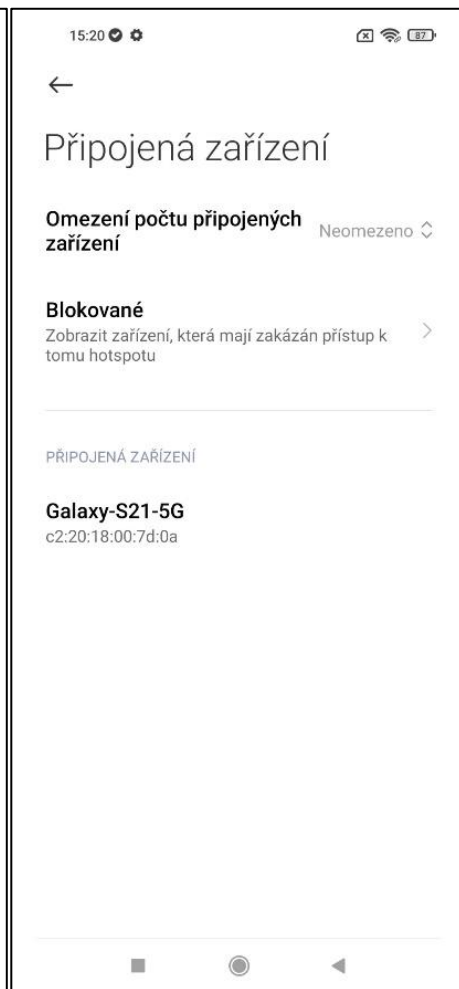 15:20
87
Připojená zařízení
Omezení počtu připojených
zařízení
Neomezeno
Blokované
Zobrazit zařízení, která mají zakázán přístup k
tomu hotspotu
PŘIPOJENÁ ZAŘÍZENÍ
Galaxy-S21-5G
c2:20:18:00:7d:0a